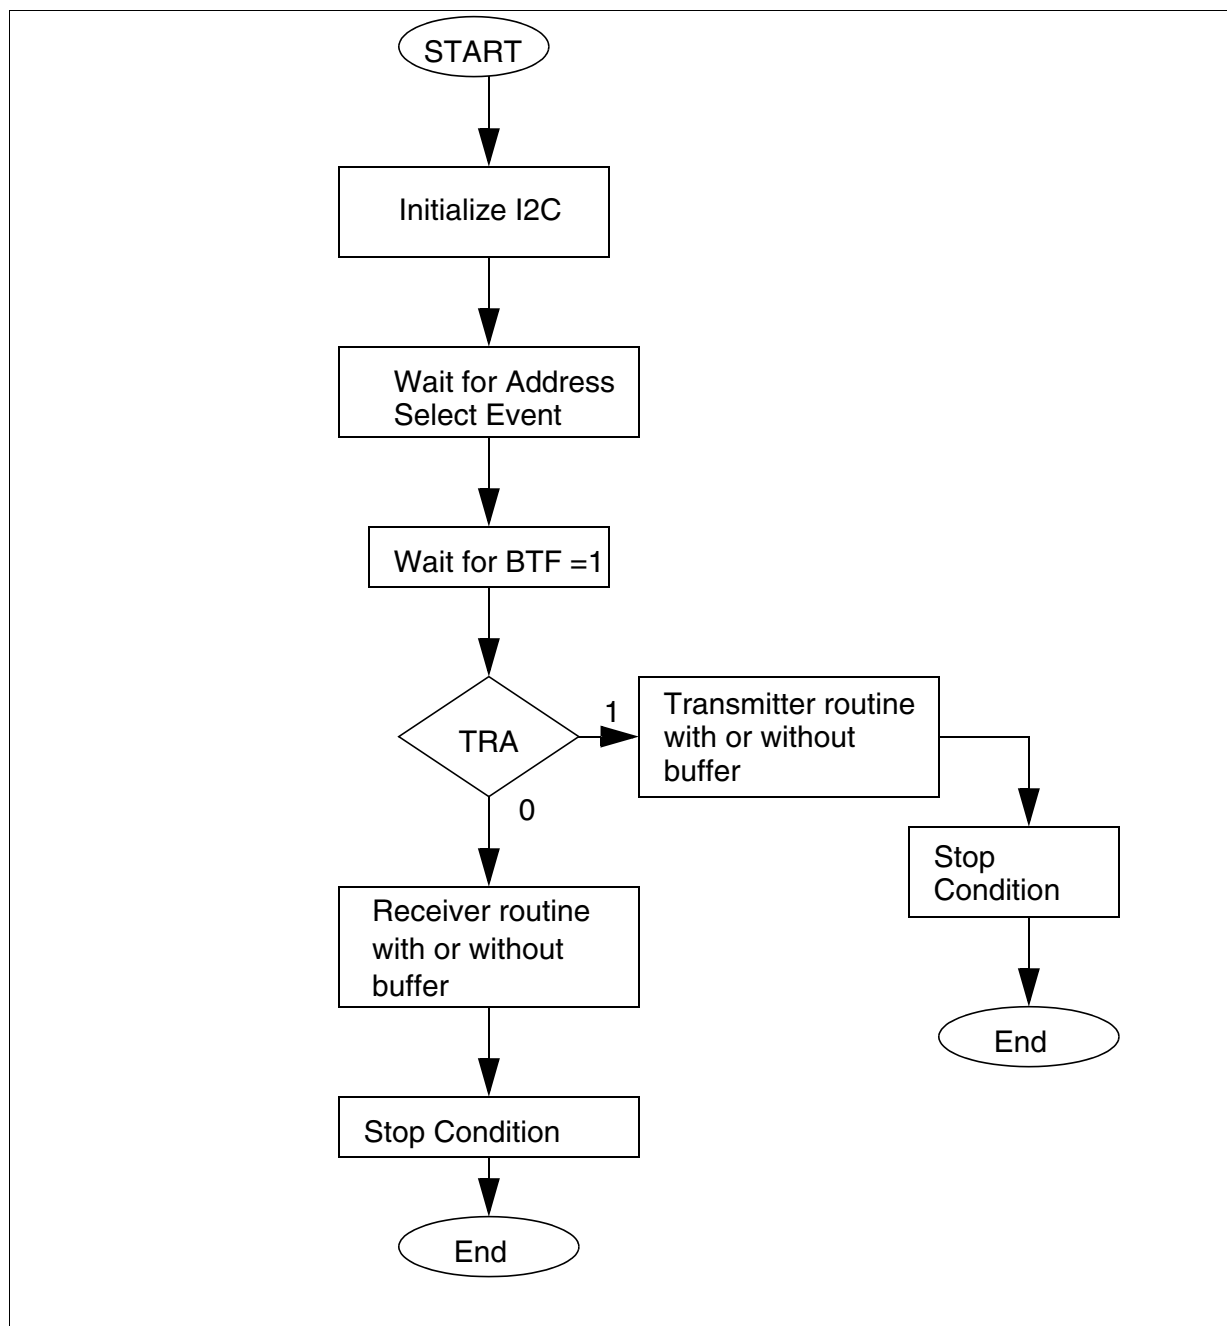 START
Initialize I2C
Wait for Address
Select Event
Wait for BTF =1
TRA
1
Transmitter routine
with or without
buffer
0
Stop
Condition
Receiver routine
with or without
buffer
End
Stop Condition
End